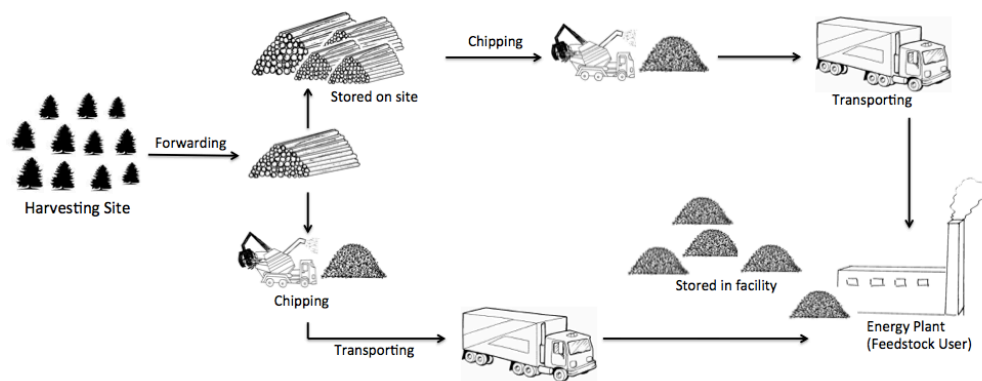 Chipping
Stored on site
Transporting
Forwarding
Harvesting Site
Chipping
Stored in facility
Transporting
Energy Plant
(Feedstock User)